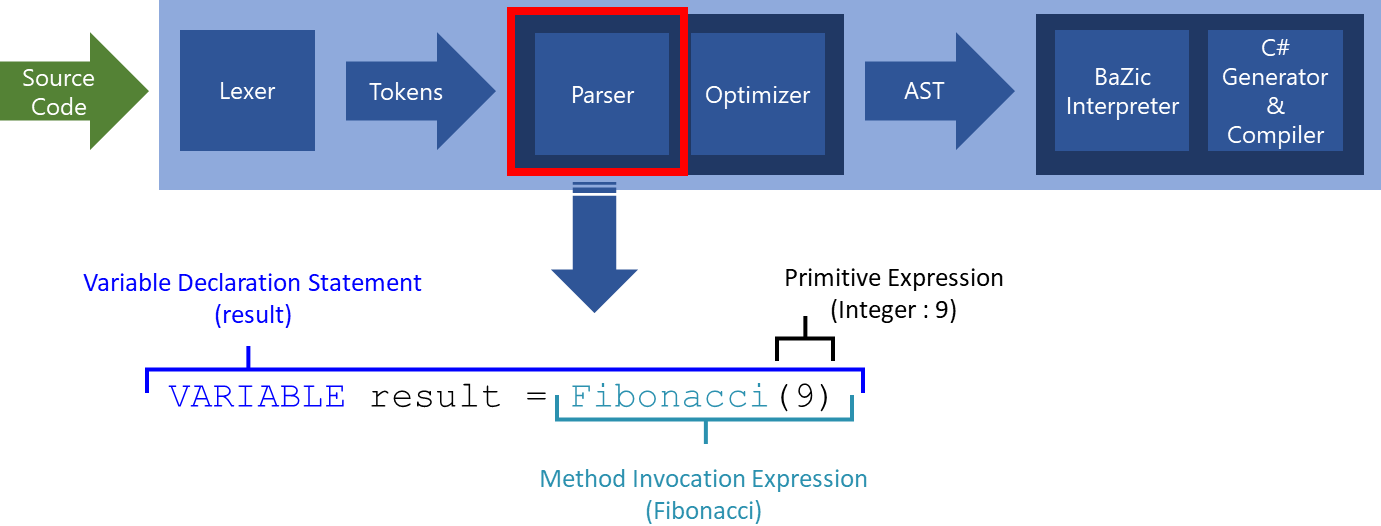 Source
Code
Lexer
Tokens
Parser
Optimizer
AST
BaZic
Interpreter
C#
Generator
&
Compiler
Variable Declaration Statement
(result)
Primitive Expression
(Integer : 9)
VARIABLE result = Fibonacci(9)
Method Invocation Expression
(Fibonacci)